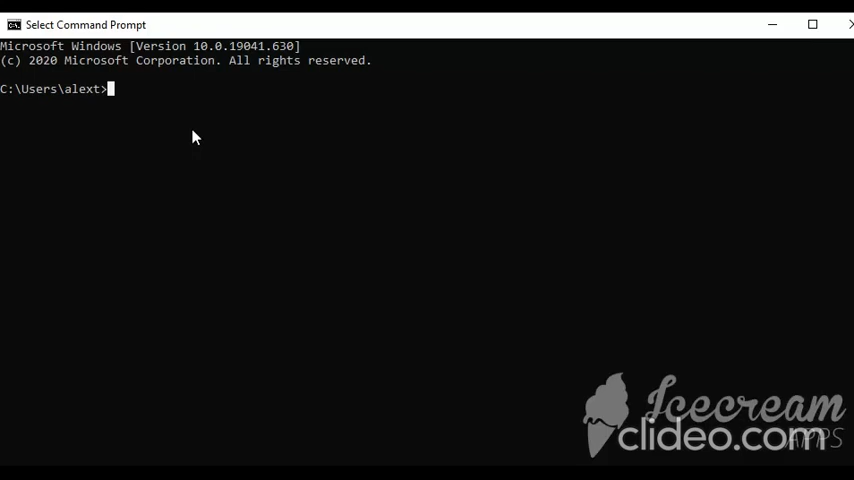 Select Command Prompt
Microsoft Windows [Version 10.0.19041.630]
(c) 2020 Microsoft Corporation. All rights reserved.
C:\Users\alext>
Icecream
clideo.com
APPS